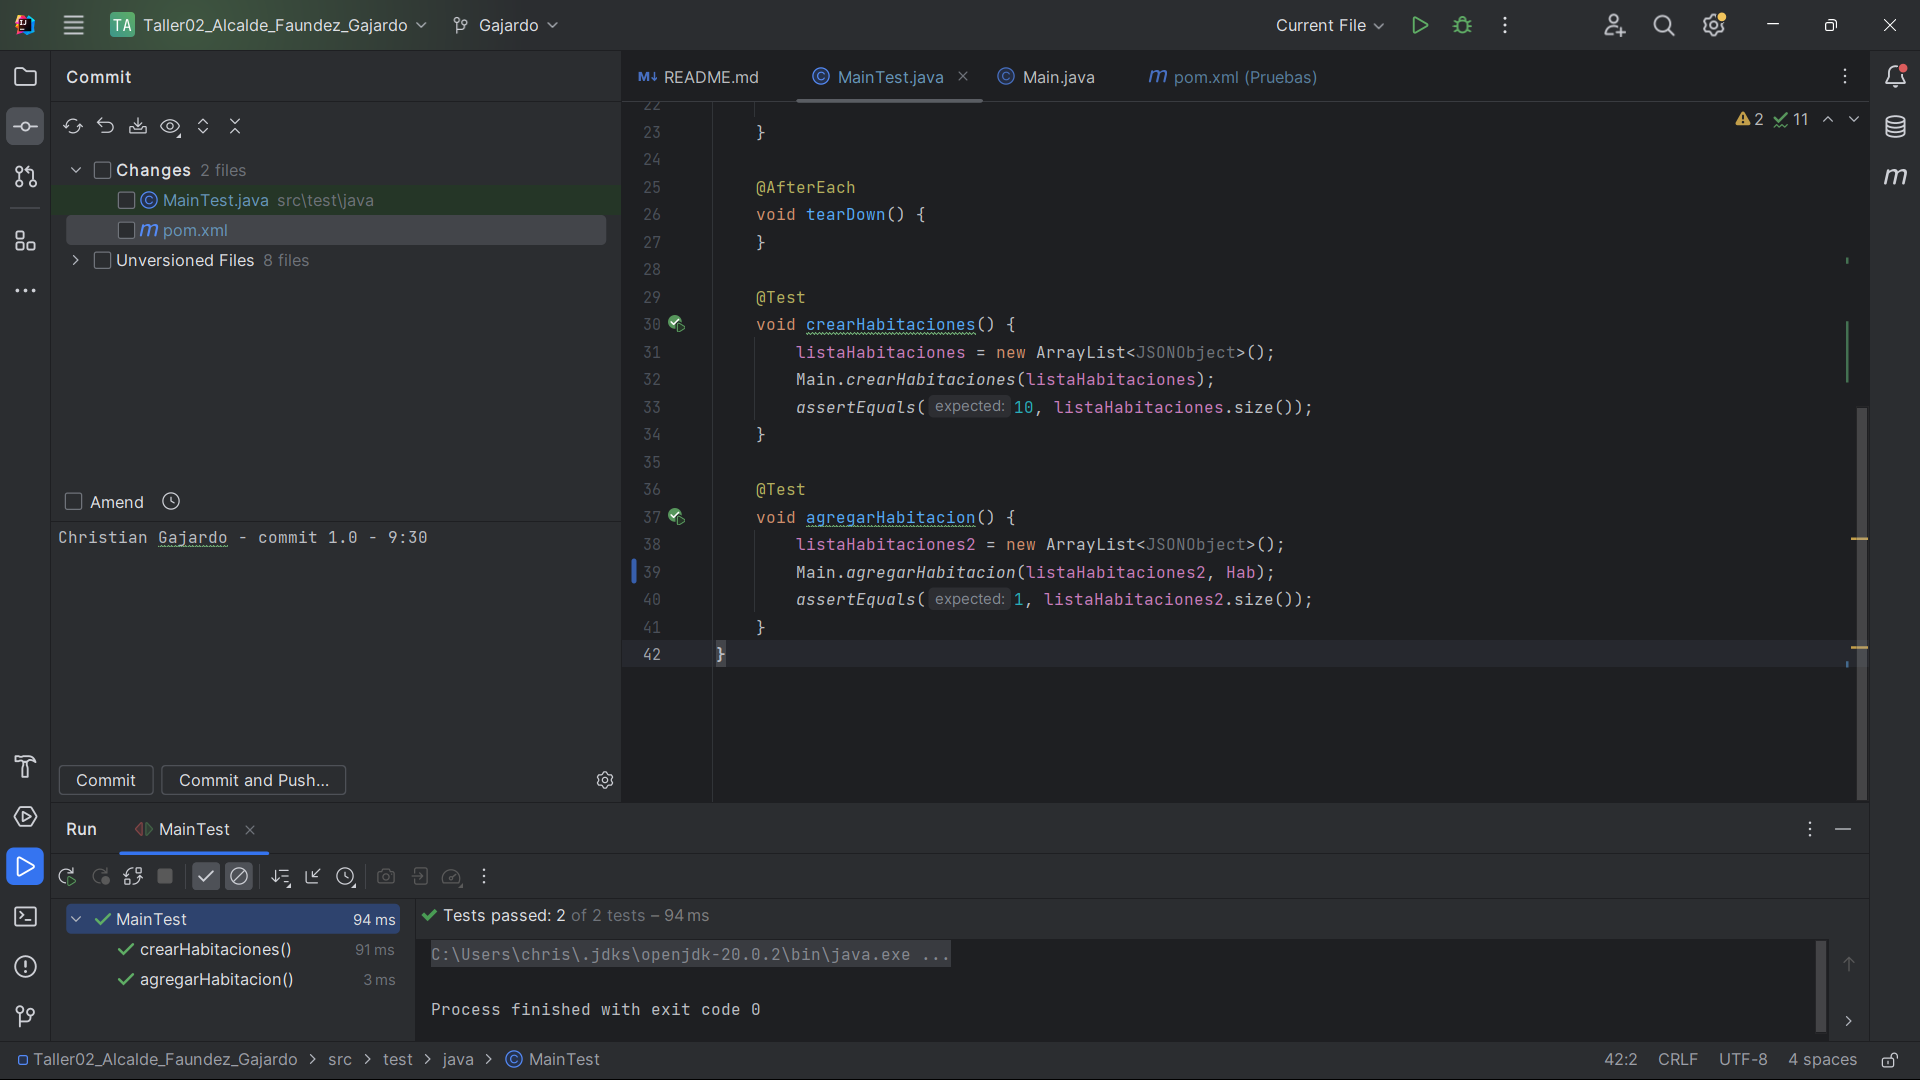 TA Taller02_Alcalde_Faundez_Gajardo Gajardo Current File
Commit
Changes 2 files
MainTest.java src\test\java
pom.xml
Unversioned Files 8 files
Amend
Christian Gajardo - commit 1.0 - 9:30
Commit Commit and Push...
README.md MainTest.java Main.java pom.xml (Pruebas)
2 11
22
23 }
24
25 @AfterEach
26 void tearDown() {
27 }
28
29 @Test
30 void crearHabitaciones() {
31 listaHabitaciones = new ArrayList<JSONObject>();
32 Main.crearHabitaciones(listaHabitaciones);
33 assertEquals( expected: 10, listaHabitaciones.size());
34 }
35
36 @Test
37 void agregarHabitacion() {
38 listaHabitaciones2 = new ArrayList<JSONObject>();
39 Main.agregarHabitacion(listaHabitaciones2, Hab);
40 assertEquals( expected: 1, listaHabitaciones2.size());
41 }
42 }
Run MainTest
MainTest 94 ms
crearHabitaciones() 91 ms
agregarHabitacion() 3 ms
Tests passed: 2 of 2 tests – 94 ms
C:\Users\chris\.jdks\openjdk-20.0.2\bin\java.exe ...
Process finished with exit code 0
Taller02_Alcalde_Faundez_Gajardo > src > test > java > MainTest 42:2 CRLF UTF-8 4 spaces